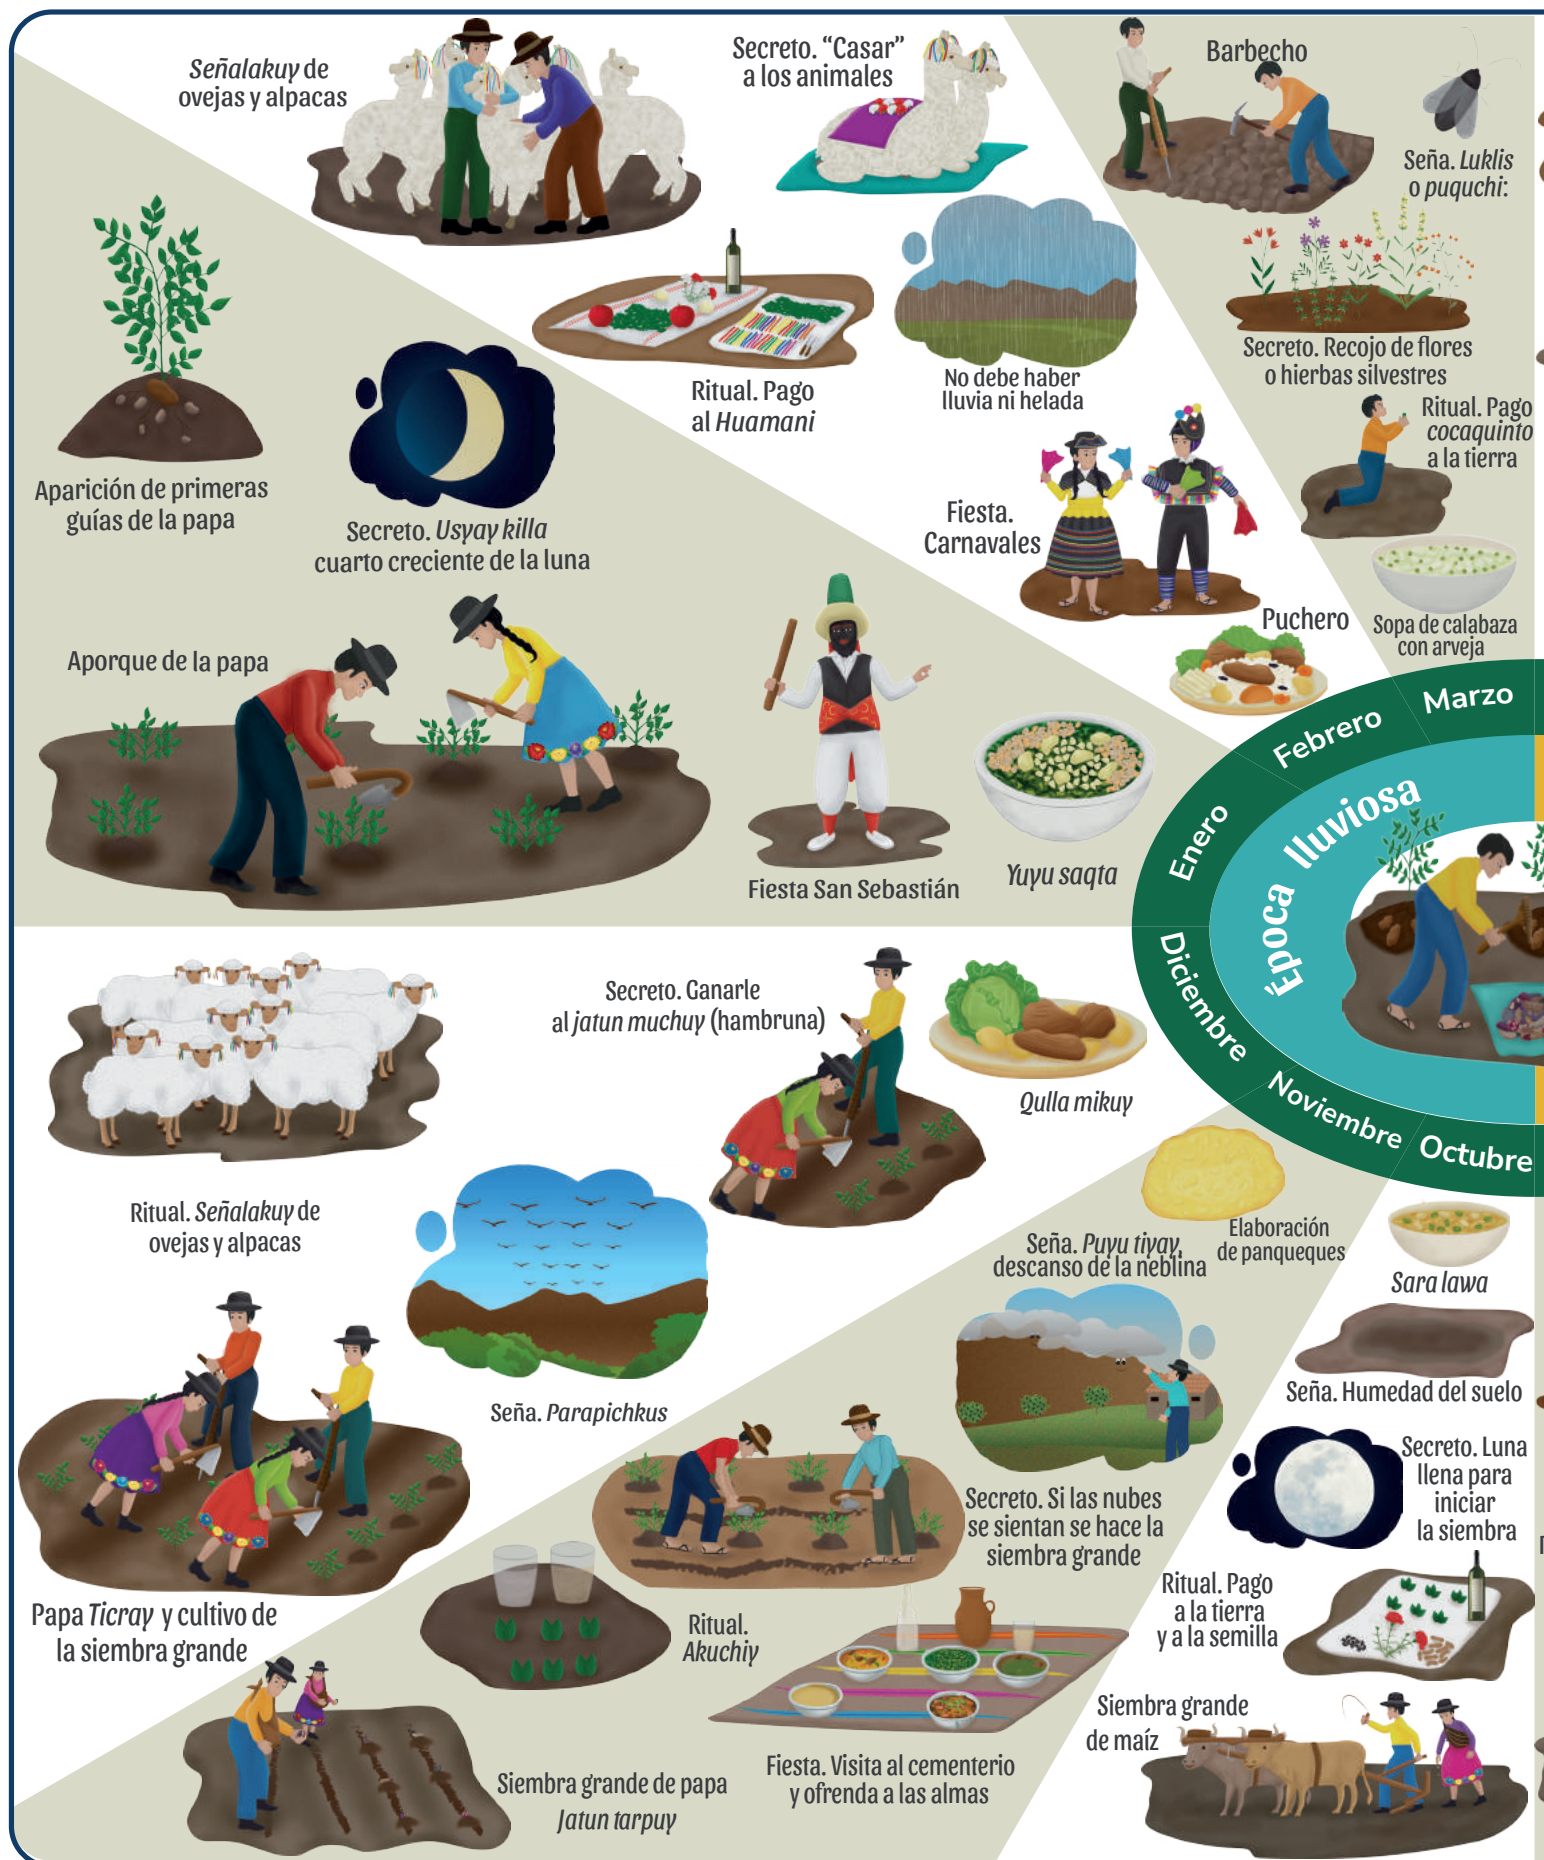 Señalakuy de
ovejas y alpacas
Secreto. “Casar”
a los animales
Ritual. Pago
al Huamani
No debe haber
lluvia ni helada
Fiesta.
Carnavales
Puchero
Barbecho
Seña. Luklis
o puquchi:
Secreto. Recojo de flores
o hierbas silvestres
Ritual. Pago
cocaquinto
a la tierra
Sopa de calabaza
con arveja
Aparición de primeras
guías de la papa
Secreto. Usyay killa
cuarto creciente de la luna
Aporque de la papa
Fiesta San Sebastián
Yuyu saqta
Marzo
Febrero
Enero
Diciembre
Noviembre
Octubre
Época lluviosa
Secreto. Ganarle
al jatun muchuy (hambruna)
Qulla mikuy
Ritual. Señalakuy de
ovejas y alpacas
Seña. Parapichkus
Papa Ticray y cultivo de
la siembra grande
Elaboración
de panqueques
Seña. Puyu tiyay,
descanso de la neblina
Secreto. Si las nubes
se sientan se hace la
siembra grande
Ritual.
Akuchiy
Fiesta. Visita al cementerio
y ofrenda a las almas
Siembra grande de papa
Jatun tarpuy
Sara lawa
Seña. Humedad del suelo
Secreto. Luna
llena para
iniciar
la siembra
Ritual. Pago
a la tierra
y a la semilla
Siembra grande
de maíz